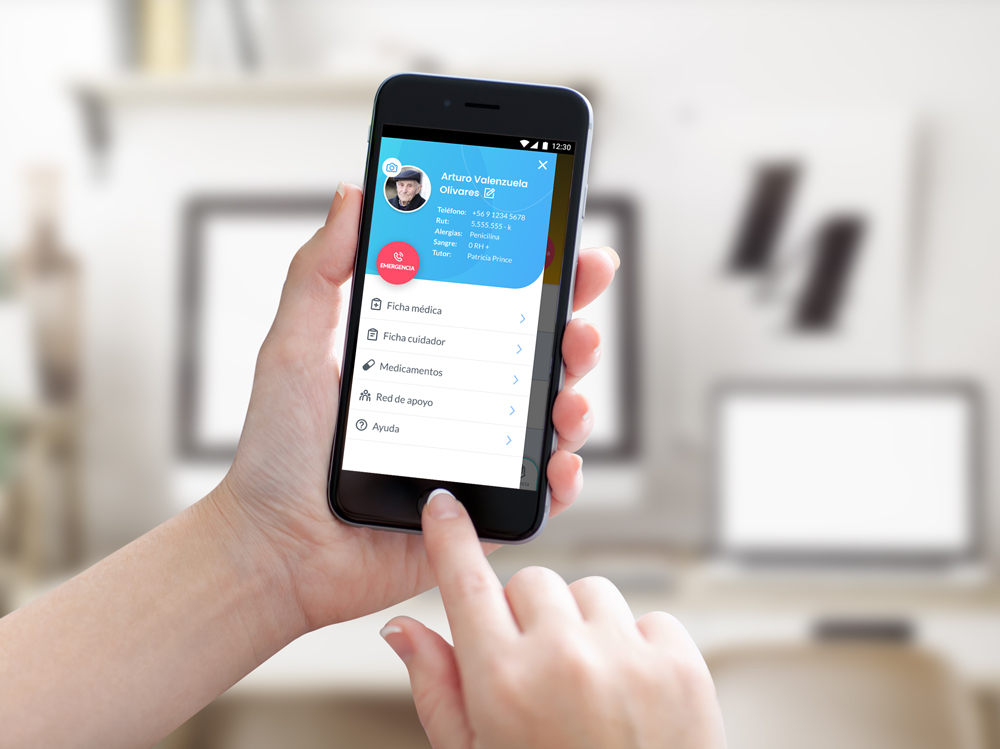 12:30
Arturo Valenzuela
Olivares
Teléfono: +56 9 1234 5678
Rut: 5.555.555 - k
Alergias: Penicilina
Sangre: 0 RH +
Tutor: Patricia Prince
EMERGENCIA
Ficha médica
Ficha cuidador
Medicamentos
Red de apoyo
Ayuda